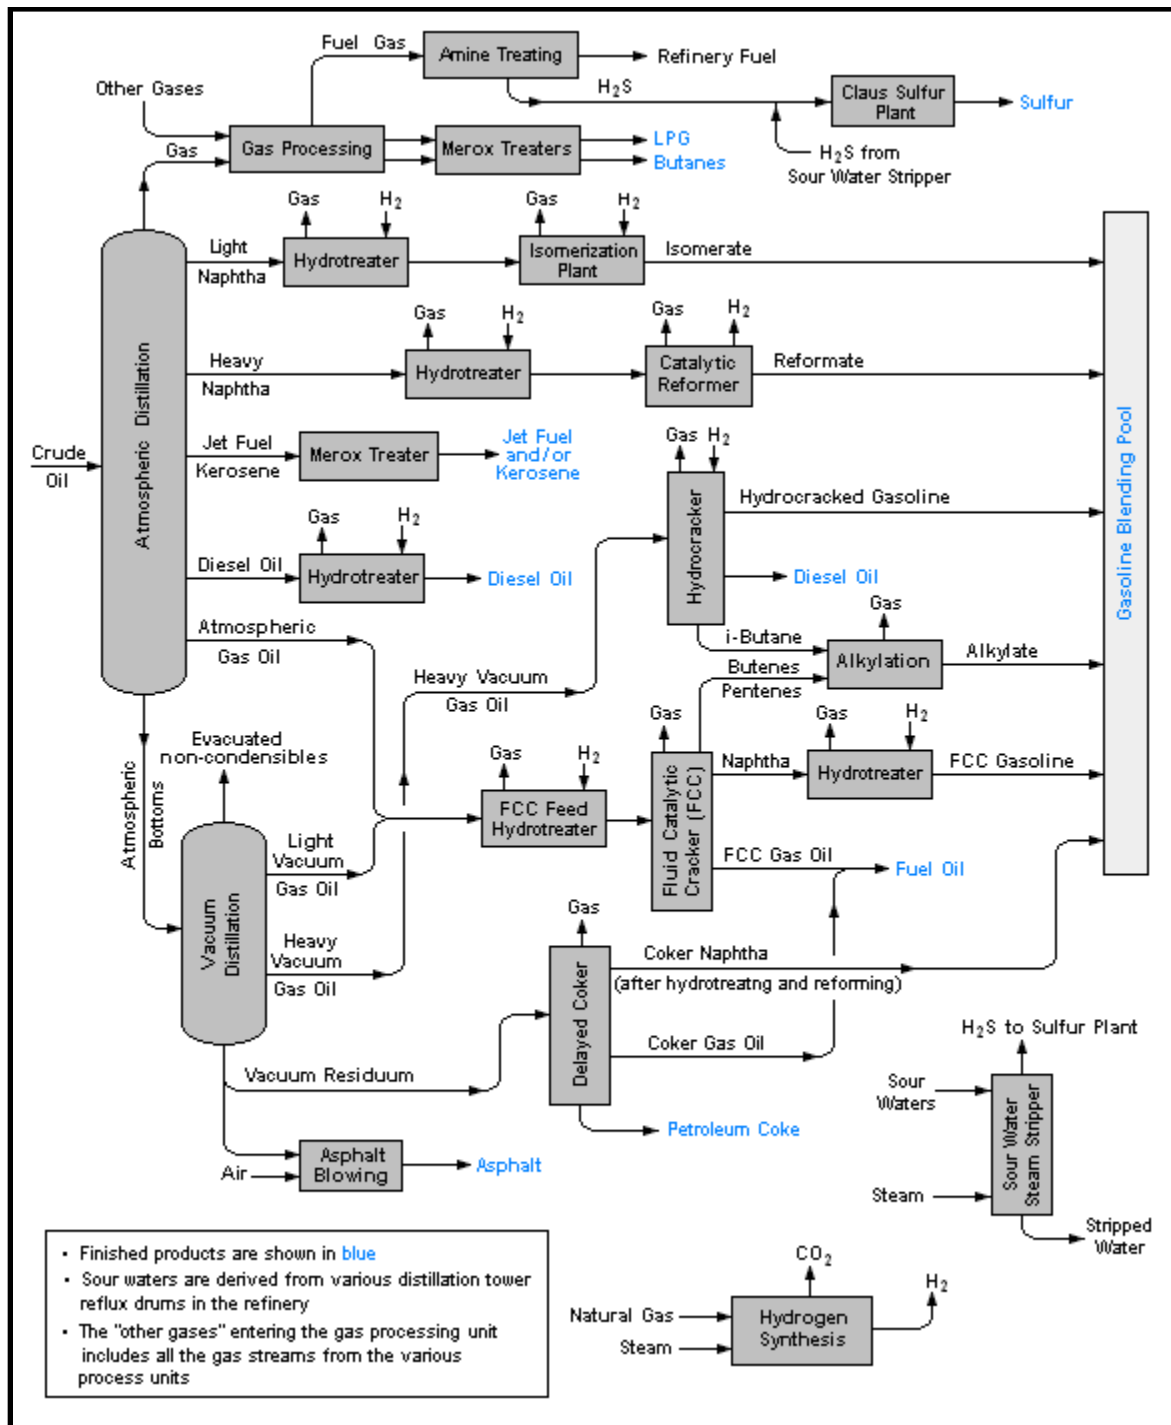 Fuel Gas
Amine Treating
Refinery Fuel
Other Gases
H₂S
Claus Sulfur
Plant
Sulfur
Gas
Gas Processing
Merox Treaters
LPG
Butanes
H₂S from
Sour Water Stripper
Gas
H₂
Gas
H₂
Light
Naphtha
Hydrotreater
Isomerization
Plant
Isomerate
Gas
H₂
Gas
H₂
Heavy
Naphtha
Hydrotreater
Catalytic
Reformer
Reformate
Atmospheric Distillation
Gasoline Blending Pool
Crude
Oil
Jet Fuel
Kerosene
Merox Treater
Jet Fuel
and/or
Kerosene
Gas
H₂
Hydrocracker
Hydrocracked Gasoline
Gas
H₂
Diesel Oil
Hydrotreater
Diesel Oil
Diesel Oil
Gas
Atmospheric
Gas Oil
i-Butane
Butenes
Pentenes
Alkylation
Alkylate
Heavy Vacuum
Gas Oil
Evacuated
non-condensibles
Gas
H₂
Gas
Gas
H₂
Naphtha
Hydrotreater
FCC Gasoline
Atmospheric
Bottoms
FCC Feed
Hydrotreater
Fluid Catalytic
Cracker (FCC)
Light
Vacuum
Gas Oil
FCC Gas Oil
Fuel Oil
Vacuum
Distillation
Heavy
Vacuum
Gas Oil
Gas
Delayed Coker
Coker Naphtha
(after hydrotreatng and reforming)
Coker Gas Oil
Vacuum Residuum
Petroleum Coke
H₂S to Sulfur Plant
Sour
Waters
Sour Water
Steam Stripper
Steam
Stripped
Water
Air
Asphalt
Blowing
Asphalt
• Finished products are shown in blue
• Sour waters are derived from various distillation tower
reflux drums in the refinery
• The "other gases" entering the gas processing unit
includes all the gas streams from the various
process units
CO₂
H₂
Natural Gas
Steam
Hydrogen
Synthesis